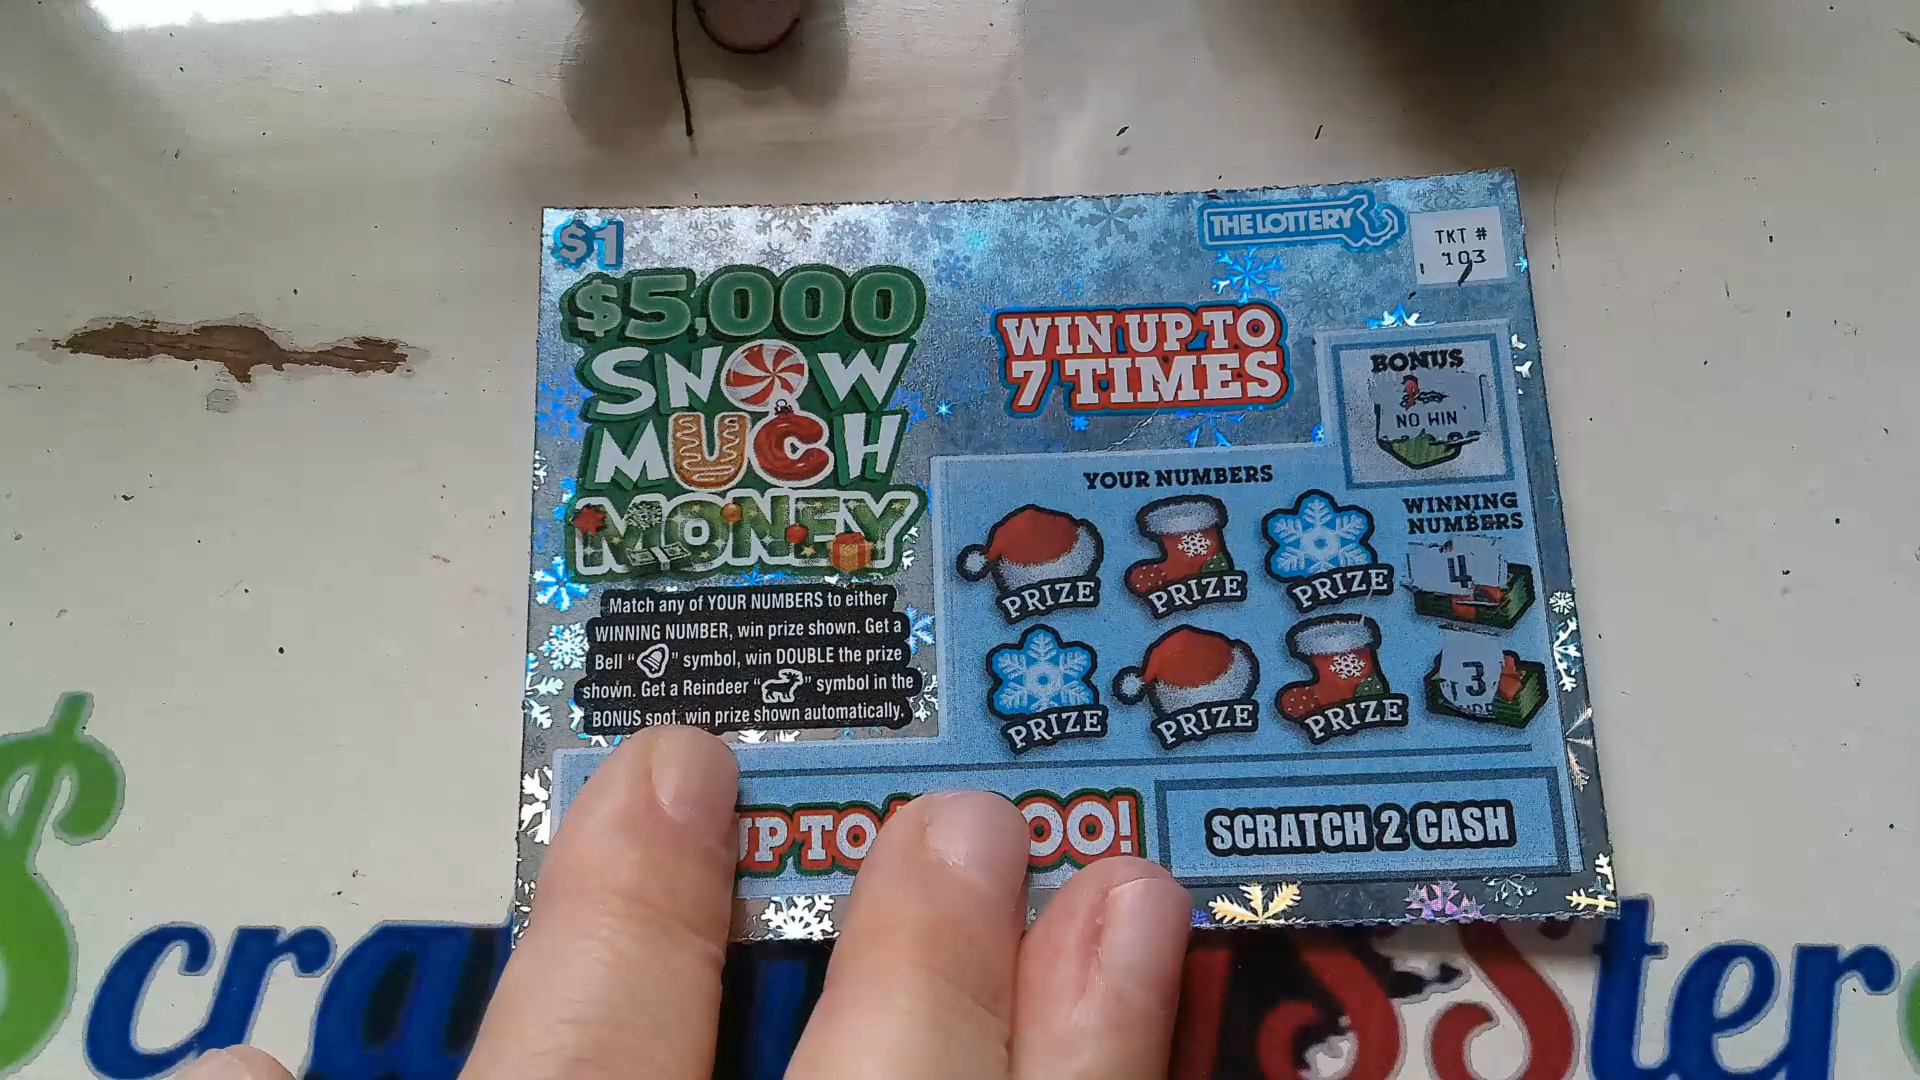 $1
THE LOTTERY
TKT #
103
$5,000
SNOW
MUCH
MONEY
WIN UP TO
7 TIMES
BONUS
NO WIN
YOUR NUMBERS
WINNING
NUMBERS
PRIZE PRIZE PRIZE
4
PRIZE PRIZE PRIZE
3
Match any of YOUR NUMBERS to either
WINNING NUMBER, win prize shown. Get a
Bell “ ” symbol, win DOUBLE the prize
shown. Get a Reindeer “ ” symbol in the
BONUS spot, win prize shown automatically.
UP TO
SCRATCH 2 CASH